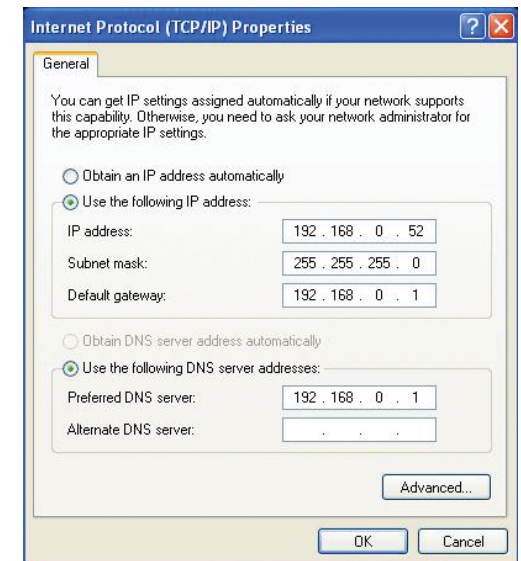 Internet Protocol (TCP/IP) Properties
General
You can get IP settings assigned automatically if your network supports
this capability. Otherwise, you need to ask your network administrator for
the appropriate IP settings.
Obtain an IP address automatically
Use the following IP address:
IP address: 192 . 168 . 0 . 52
Subnet mask: 255 . 255 . 255 . 0
Default gateway: 192 . 168 . 0 . 1
Obtain DNS server address automatically
Use the following DNS server addresses:
Preferred DNS server: 192 . 168 . 0 . 1
Alternate DNS server: . . .
Advanced...
OK Cancel